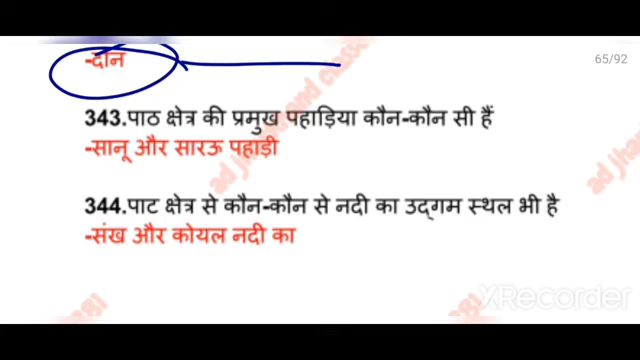 -दोन
65/92
343.पाठ क्षेत्र की प्रमुख पहाड़िया कौन-कौन सी हैं
-सानू और सारऊ पहाड़ी
344.पाट क्षेत्र से कौन-कौन से नदी का उद्गम स्थल भी है
-संख और कोयल नदी का
XRecorder